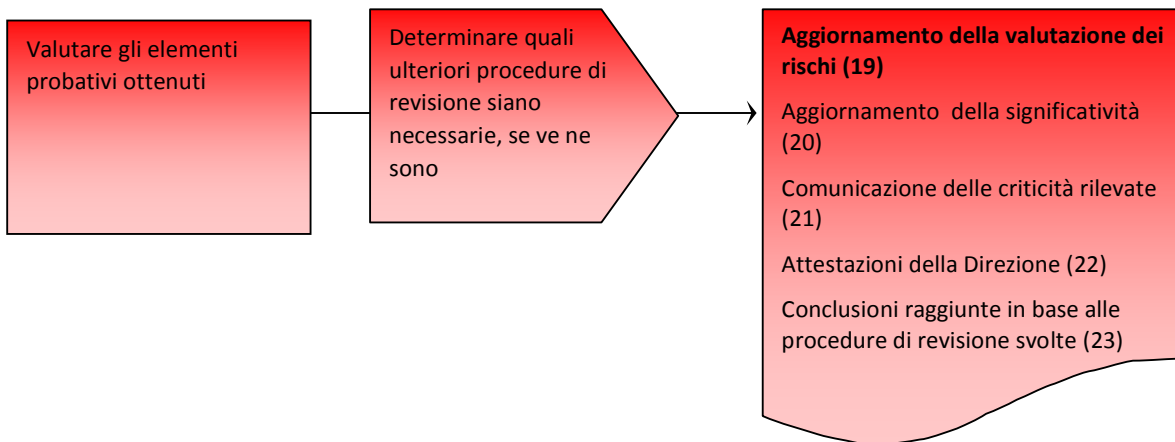 Valutare gli elementi
probativi ottenuti
Determinare quali
ulteriori procedure di
revisione siano
necessarie, se ve ne
sono
Aggiornamento della valutazione dei
rischi (19)
Aggiornamento della significatività
(20)
Comunicazione delle criticità rilevate
(21)
Attestazioni della Direzione (22)
Conclusioni raggiunte in base alle
procedure di revisione svolte (23)